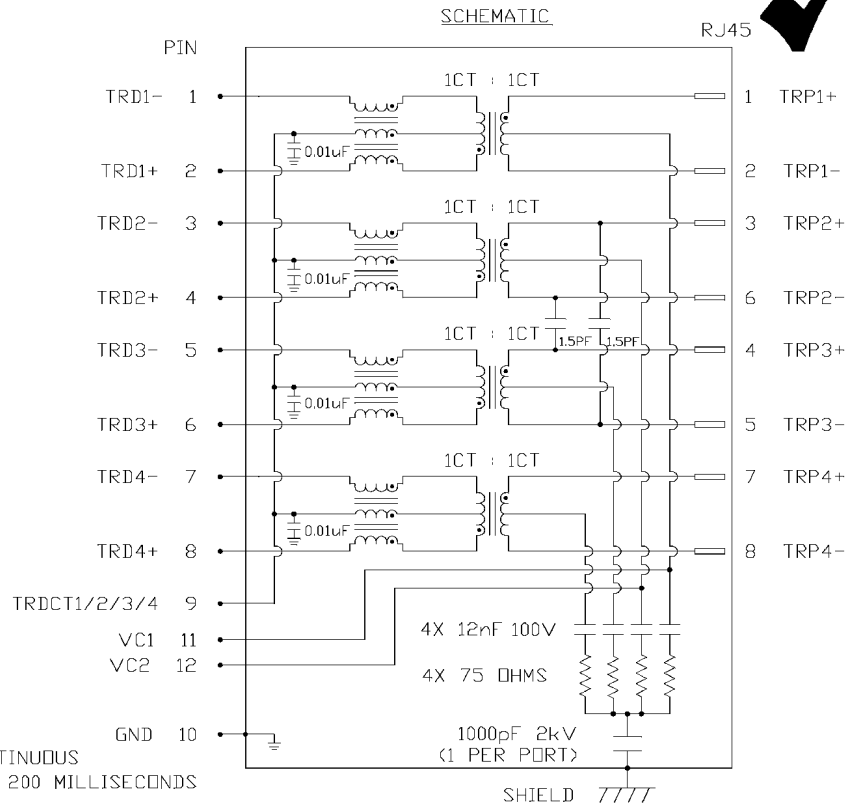 SCHEMATIC
RJ45
PIN
1CT : 1CT
TRD1- 1
1 TRP1+
0.01uF
TRD1+ 2
2 TRP1-
1CT : 1CT
TRD2- 3
3 TRP2+
0.01uF
TRD2+ 4
6 TRP2-
1CT : 1CT
1.5PF 1.5PF
TRD3- 5
4 TRP3+
0.01uF
TRD3+ 6
5 TRP3-
1CT : 1CT
TRD4- 7
7 TRP4+
0.01uF
TRD4+ 8
8 TRP4-
TRDCT1/2/3/4 9
VC1 11
4X 12nF 100V
VC2 12
4X 75 OHMS
GND 10
1000pF 2kV
(1 PER PORT)
TINUOUS
200 MILLISECONDS
SHIELD